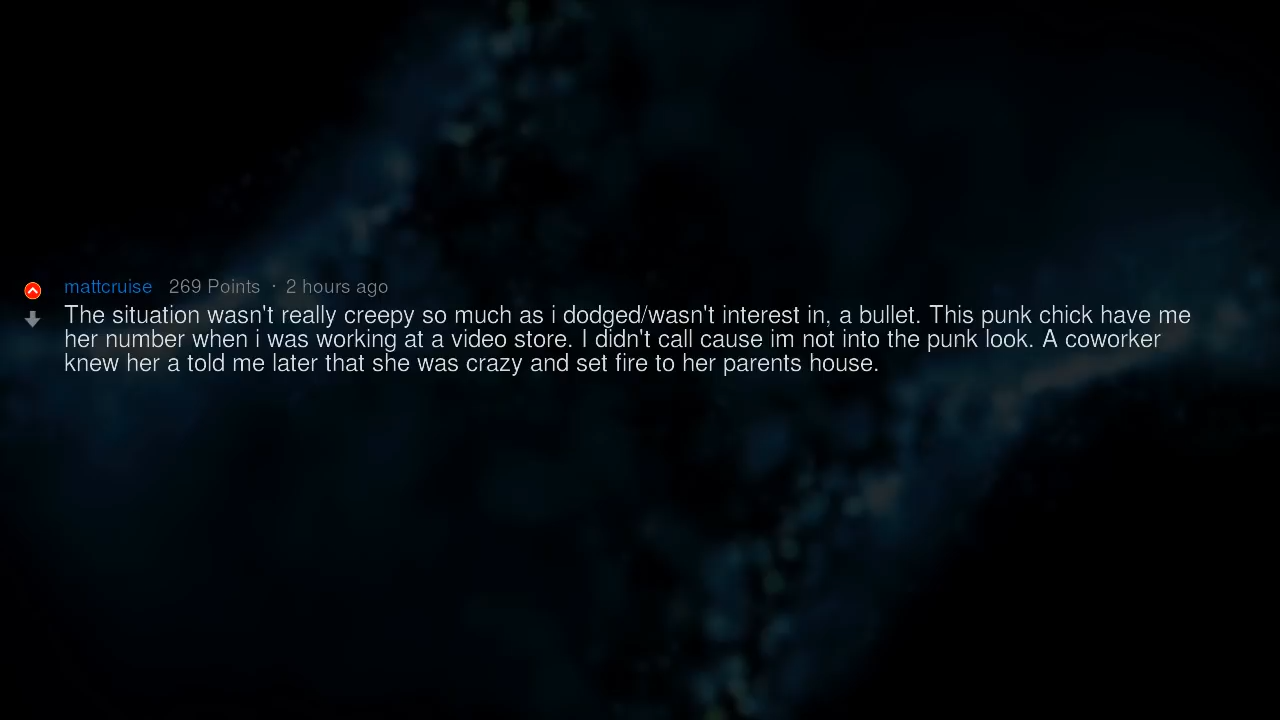 mattcruise 269 Points · 2 hours ago
The situation wasn't really creepy so much as i dodged/wasn't interest in, a bullet. This punk chick have me
her number when i was working at a video store. I didn't call cause im not into the punk look. A coworker
knew her a told me later that she was crazy and set fire to her parents house.